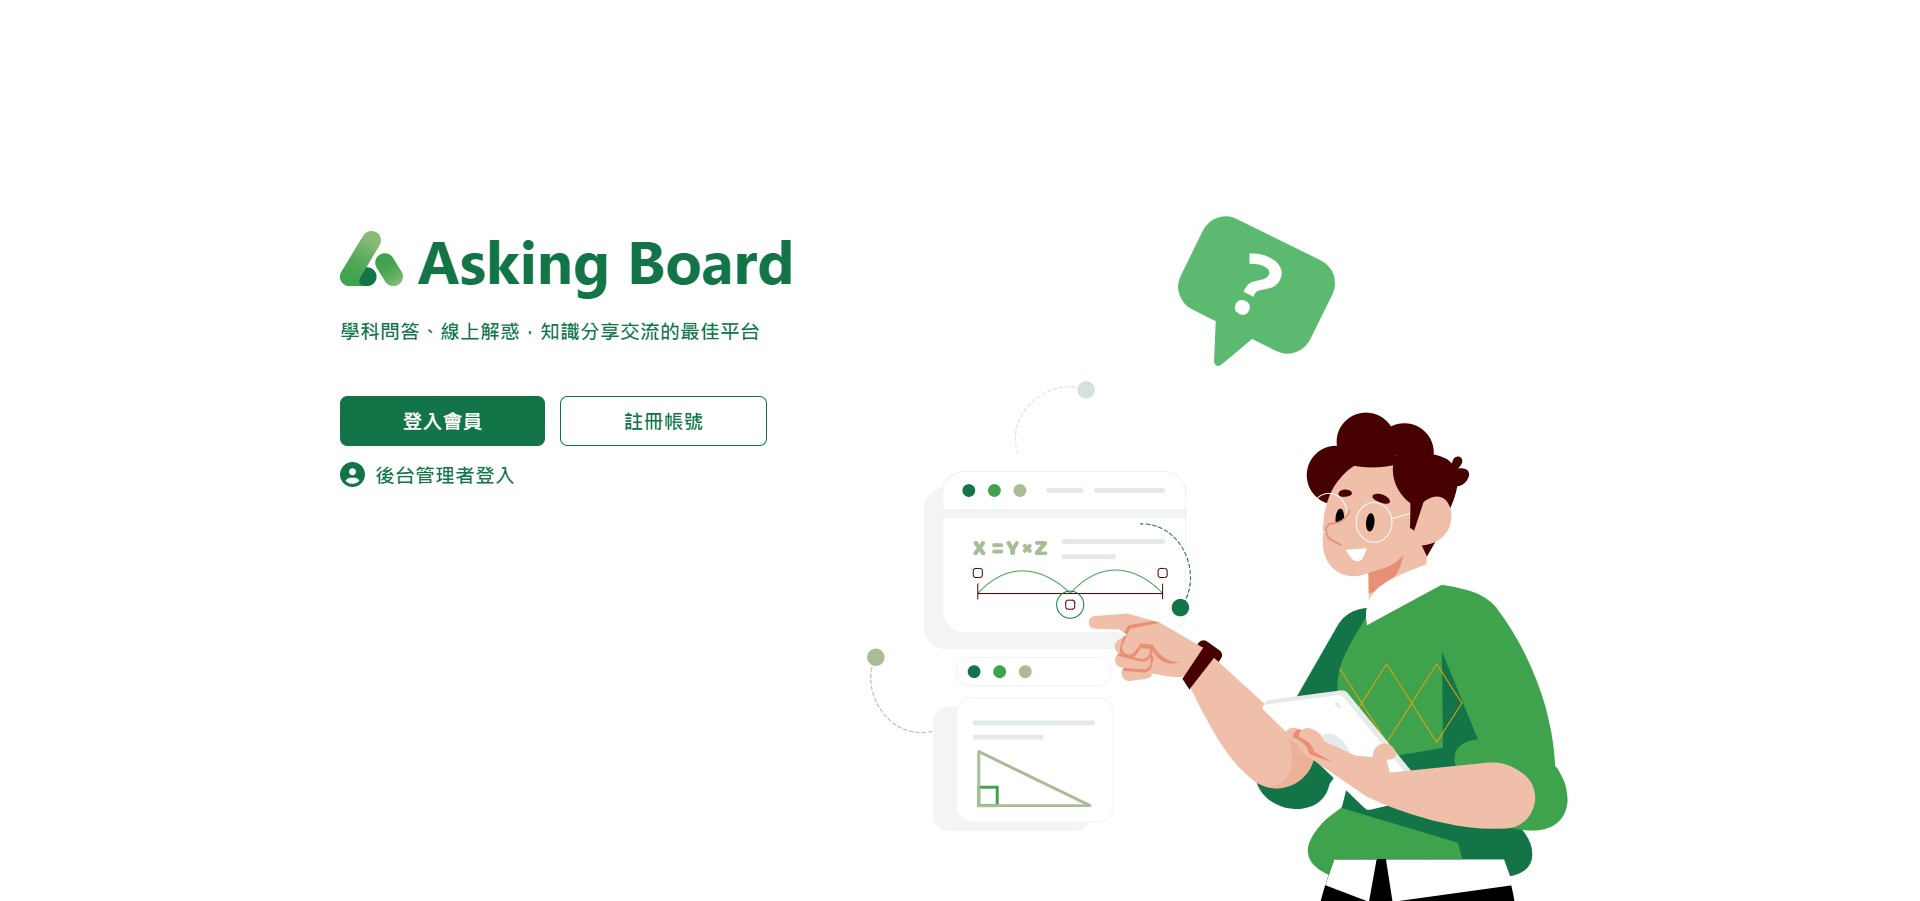 Asking Board
學科問答、線上解惑，知識分享交流的最佳平台
登入會員
註冊帳號
後台管理者登入
?
X=Y×Z